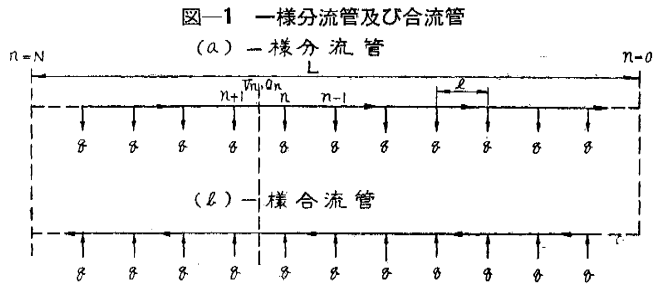 図—1 一様分流管及び合流管
(a) 一様分流管
n=N L n=0
n+1 Vn, Qn n n-1 l
q q q q q q q q q q q
(b) 一様合流管
q q q q q q q q q q q